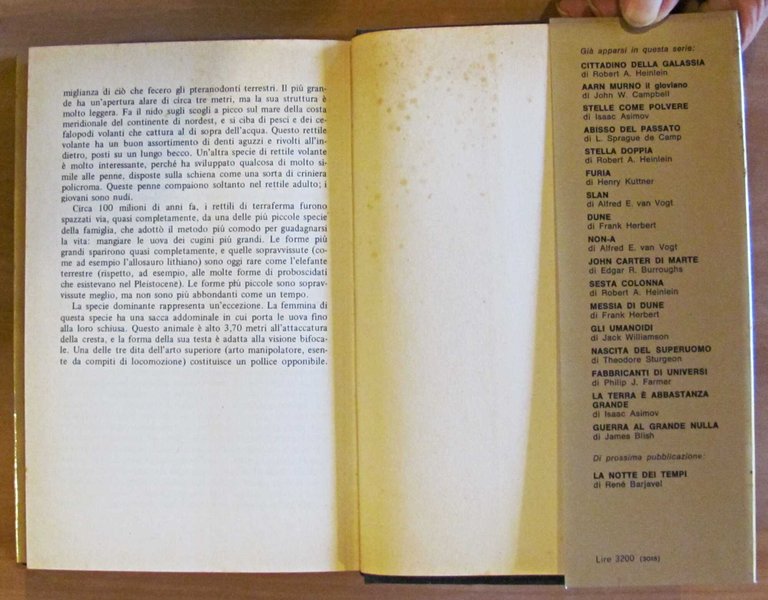 miglianza di ciò che fecero gli pteranodonti terrestri. Il più gran-
de ha un'apertura alare di circa tre metri, ma la sua struttura è
molto leggera. Fa il nido sugli scogli a picco sul mare della costa
meridionale del continente di nordest, e si ciba di pesci e dei ce-
falopodi volanti che cattura al di sopra dell'acqua. Questo rettile
volante ha un buon assortimento di denti aguzzi e rivolti all'in-
dietro, posti su un lungo becco. Un'altra specie di rettile volante
è molto interessante, perché ha sviluppato qualcosa di molto si-
mile alle penne, disposte sulla schiena come una sorta di criniera
policroma. Queste penne compaiono soltanto nel rettile adulto; i
giovani sono nudi.
Circa 100 milioni di anni fa, i rettili di terraferma furono
spazzati via, quasi completamente, da una delle più piccole specie
della famiglia, che adottò il metodo più comodo per guadagnarsi
la vita: mangiare le uova dei cugini più grandi. Le forme più
grandi sparirono quasi completamente, e quelle sopravvissute (co-
me ad esempio l'allosauro lithiano) sono oggi rare come l'elefante
terrestre (rispetto, ad esempio, alle molte forme di proboscidati
che esistevano nel Pleistocene). Le forme più piccole sono soprav-
vissute meglio, ma non sono più abbondanti come un tempo.
La specie dominante rappresenta un'eccezione. La femmina di
questa specie ha una sacca addominale in cui porta le uova fino
alla loro schiusa. Questo animale è alto 3,70 metri all'attaccatura
della cresta, e la forma della sua testa è adatta alla visione bifoca-
le. Una delle tre dita dell'arto superiore (arto manipolatore, esen-
te da compiti di locomozione) costituisce un pollice opponibile.
Già apparsi in questa serie:
CITTADINO DELLA GALASSIA
di Robert A. Heinlein
AARN MURNO il gioviano
di John W. Campbell
STELLE COME POLVERE
di Isaac Asimov
ABISSO DEL PASSATO
di L. Sprague de Camp
STELLA DOPPIA
di Robert A. Heinlein
FURIA
di Henry Kuttner
SLAN
di Alfred E. van Vogt
DUNE
di Frank Herbert
NON-A
di Alfred E. van Vogt
JOHN CARTER DI MARTE
di Edgar R. Burroughs
SESTA COLONNA
di Robert A. Heinlein
MESSIA DI DUNE
di Frank Herbert
GLI UMANOIDI
di Jack Williamson
NASCITA DEL SUPERUOMO
di Theodore Sturgeon
FABBRICANTI DI UNIVERSI
di Philip J. Farmer
LA TERRA È ABBASTANZA
GRANDE
di Isaac Asimov
GUERRA AL GRANDE NULLA
di James Blish
Di prossima pubblicazione:
LA NOTTE DEI TEMPI
di René Barjavel
Lire 3200 (3018)